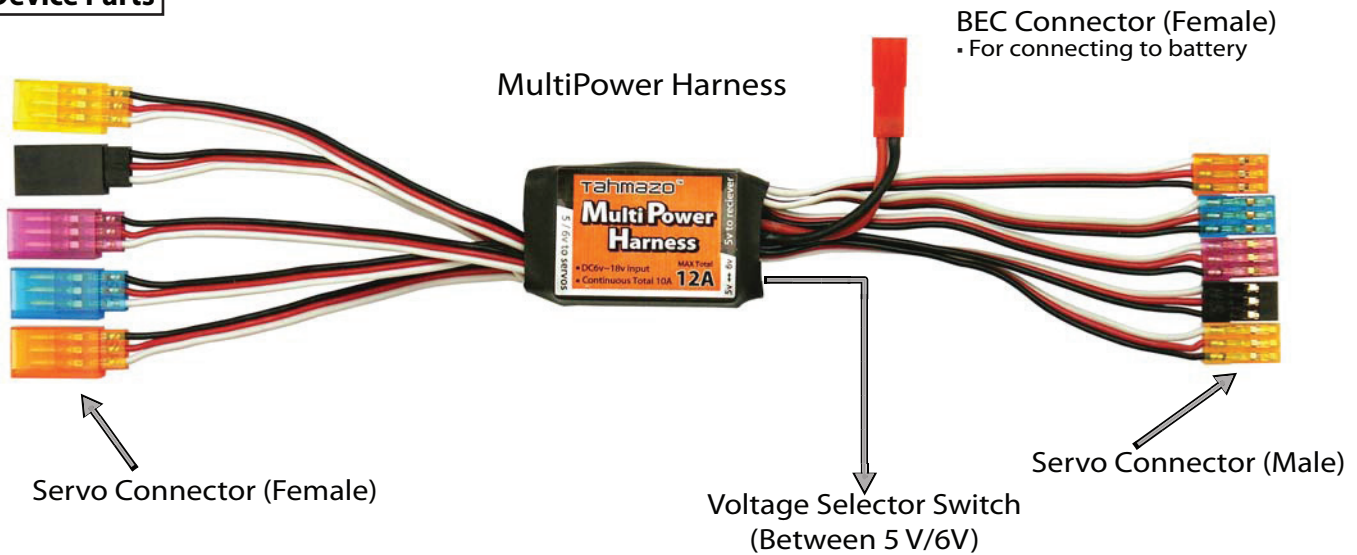 Device Parts
BEC Connector (Female)
▪ For connecting to battery
MultiPower Harness
Tahmazo™
Multi Power
Harness
• DC6v~18v input
• Continuous Total 10A
MAX Total
12A
5 / 6v to servos
5v to reciever
5v ↔ 6v
Servo Connector (Female)
Servo Connector (Male)
Voltage Selector Switch
(Between 5 V/6V)